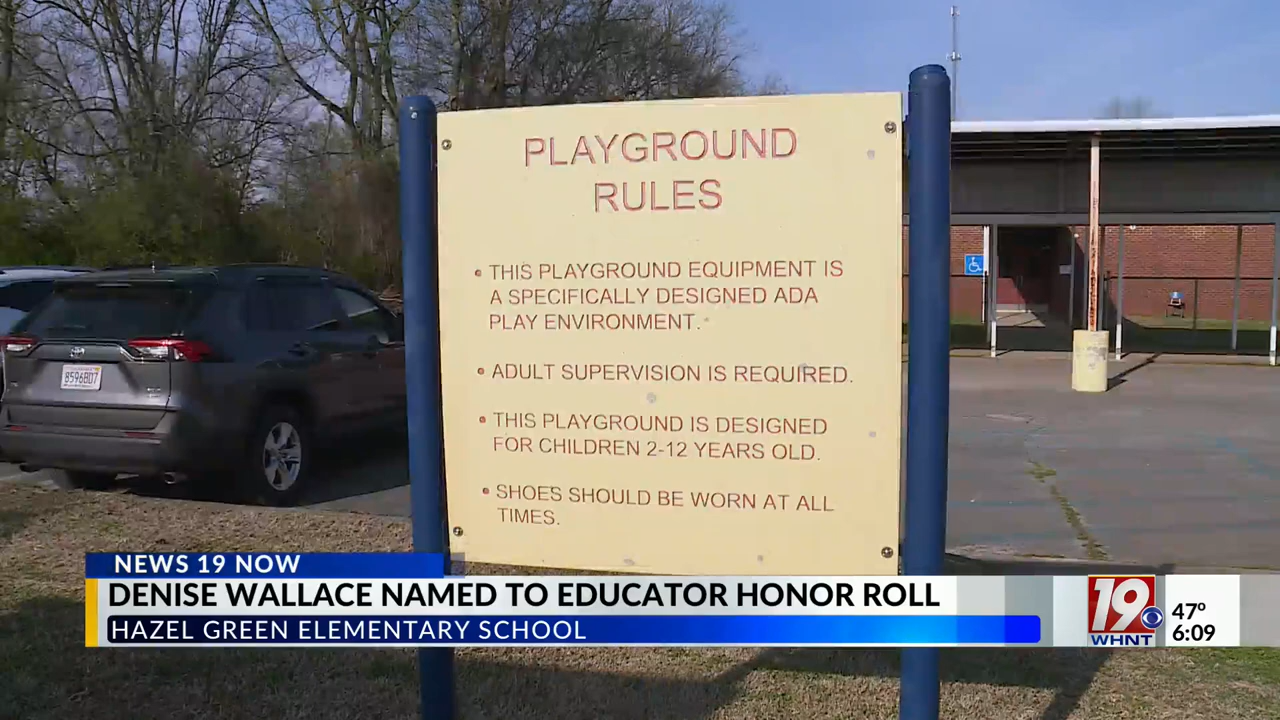 PLAYGROUND
RULES
• THIS PLAYGROUND EQUIPMENT IS
A SPECIFICALLY DESIGNED ADA
PLAY ENVIRONMENT.
• ADULT SUPERVISION IS REQUIRED.
• THIS PLAYGROUND IS DESIGNED
FOR CHILDREN 2-12 YEARS OLD.
• SHOES SHOULD BE WORN AT ALL
TIMES.
B596BD7
NEWS 19 NOW
DENISE WALLACE NAMED TO EDUCATOR HONOR ROLL
HAZEL GREEN ELEMENTARY SCHOOL
19
WHNT
47°
6:09